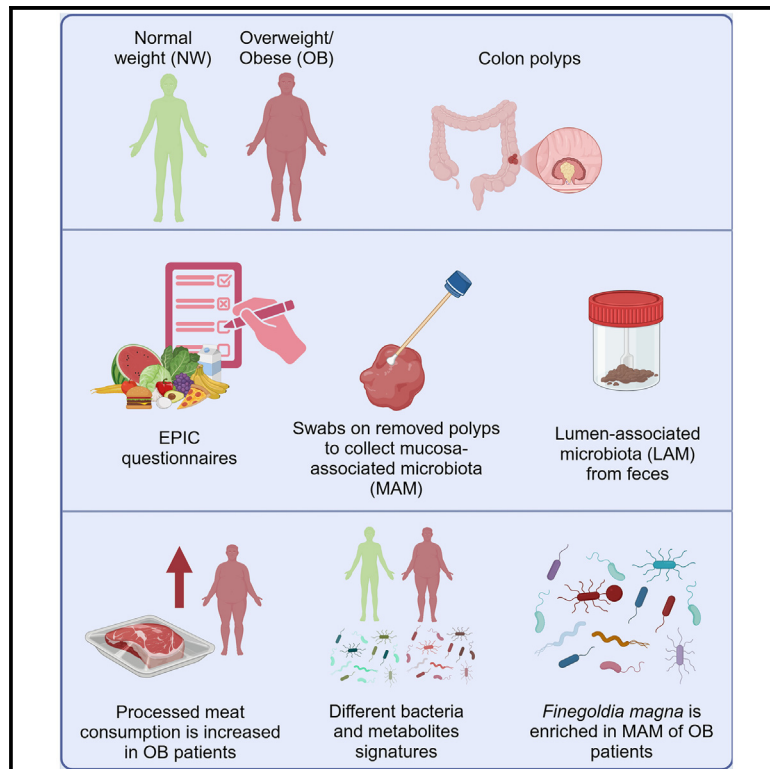 Normal
weight (NW)
Overweight/
Obese (OB)
Colon polyps
EPIC
questionnaires
Swabs on removed polyps
to collect mucosa-
associated microbiota
(MAM)
Lumen-associated
microbiota (LAM)
from feces
Processed meat
consumption is increased
in OB patients
Different bacteria
and metabolites
signatures
Finegoldia magna is
enriched in MAM of OB
patients